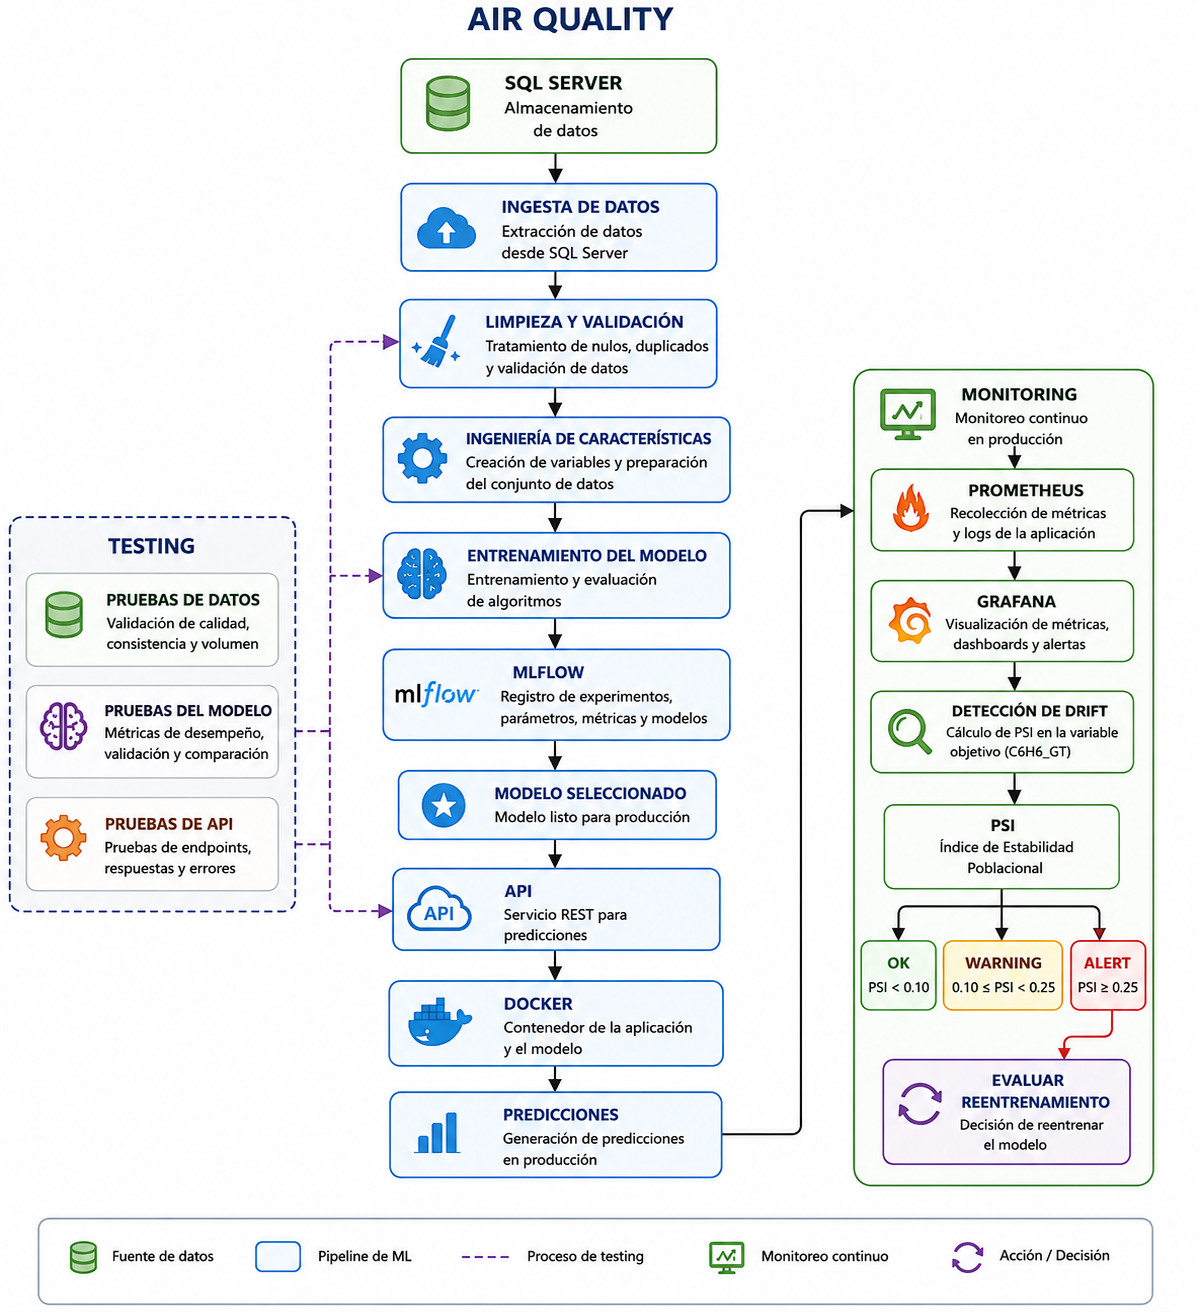 AIR QUALITY
SQL SERVER
Almacenamiento
de datos
INGESTA DE DATOS
Extracción de datos
desde SQL Server
LIMPIEZA Y VALIDACIÓN
Tratamiento de nulos, duplicados
y validación de datos
INGENIERÍA DE CARACTERÍSTICAS
Creación de variables y preparación
del conjunto de datos
ENTRENAMIENTO DEL MODELO
Entrenamiento y evaluación
de algoritmos
mlflow
MLFLOW
Registro de experimentos,
parámetros, métricas y modelos
MODELO SELECCIONADO
Modelo listo para producción
API
API
Servicio REST para
predicciones
DOCKER
Contenedor de la aplicación
y el modelo
PREDICCIONES
Generación de predicciones
en producción
TESTING
PRUEBAS DE DATOS
Validación de calidad,
consistencia y volumen
PRUEBAS DEL MODELO
Métricas de desempeño,
validación y comparación
PRUEBAS DE API
Pruebas de endpoints,
respuestas y errores
MONITORING
Monitoreo continuo
en producción
PROMETHEUS
Recolección de métricas
y logs de la aplicación
GRAFANA
Visualización de métricas,
dashboards y alertas
DETECCIÓN DE DRIFT
Cálculo de PSI en la variable
objetivo (C6H6_GT)
PSI
Índice de Estabilidad
Poblacional
OK
PSI < 0.10
WARNING
0.10 ≤ PSI < 0.25
ALERT
PSI ≥ 0.25
EVALUAR
REENTRENAMIENTO
Decisión de reentrenar
el modelo
Fuente de datos
Pipeline de ML
Proceso de testing
Monitoreo continuo
Acción / Decisión